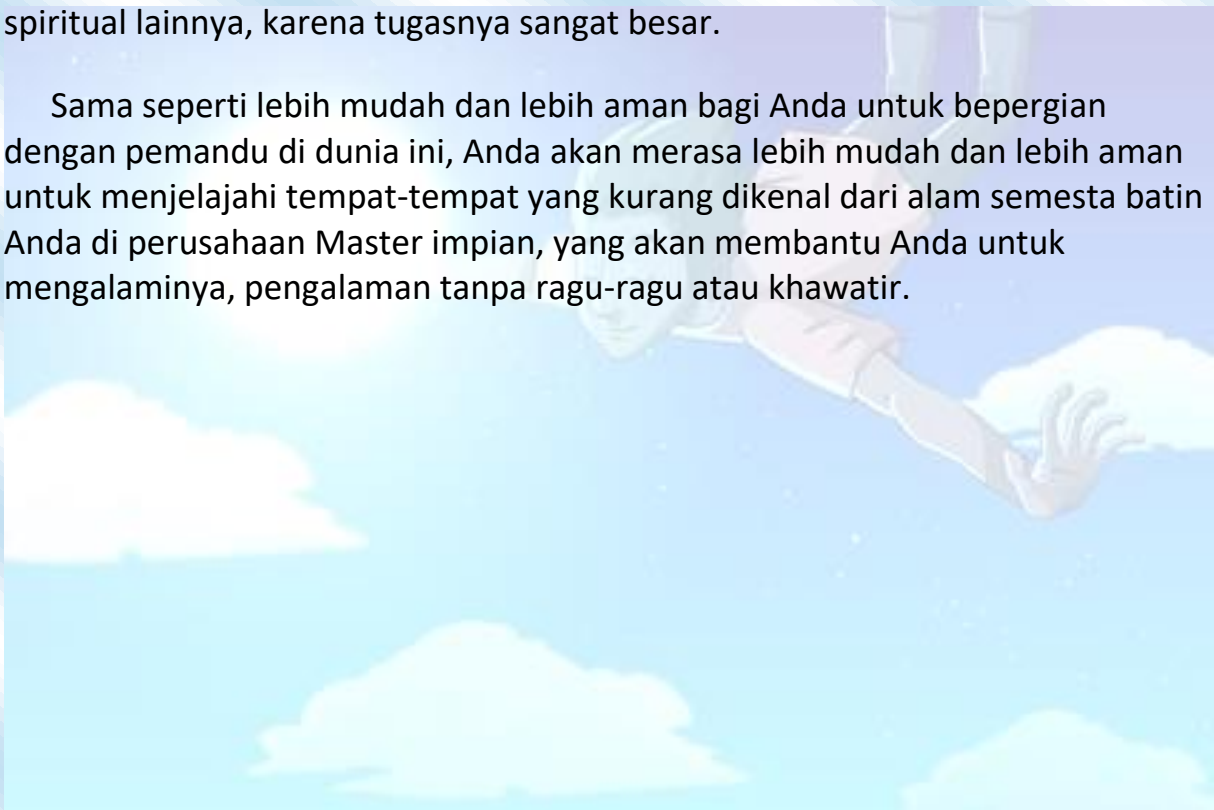 spiritual lainnya, karena tugasnya sangat besar.
Sama seperti lebih mudah dan lebih aman bagi Anda untuk bepergian
dengan pemandu di dunia ini, Anda akan merasa lebih mudah dan lebih aman
untuk menjelajahi tempat-tempat yang kurang dikenal dari alam semesta batin
Anda di perusahaan Master impian, yang akan membantu Anda untuk
mengalaminya, pengalaman tanpa ragu-ragu atau khawatir.